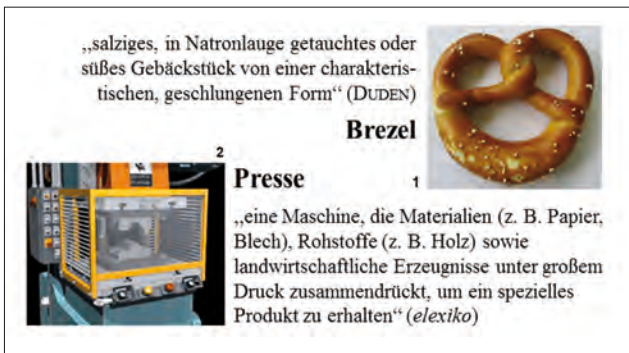 „salziges, in Natronlauge getauchtes oder
süßes Gebäckstück von einer charakteris-
tischen, geschlungenen Form“ (DUDEN)
Brezel
1
2
Presse
„eine Maschine, die Materialien (z. B. Papier,
Blech), Rohstoffe (z. B. Holz) sowie
landwirtschaftliche Erzeugnisse unter großem
Druck zusammendrückt, um ein spezielles
Produkt zu erhalten“ (elexiko)